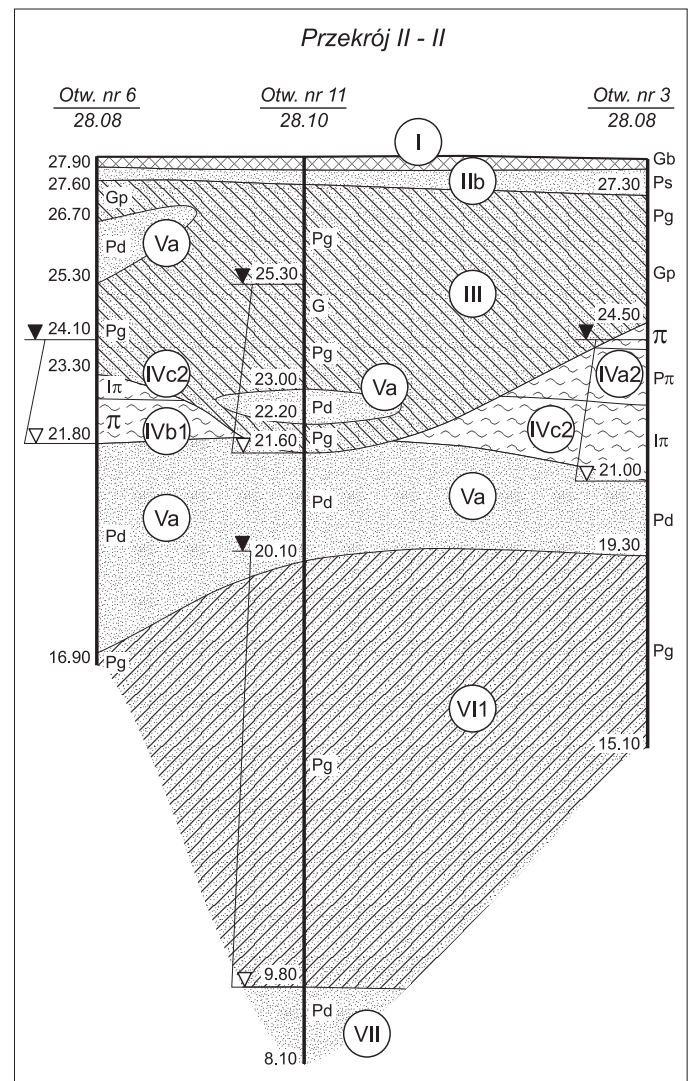 Przekrój II - II
Otw. nr 6 Otw. nr 11 Otw. nr 3
28.08 28.10 28.08
I
27.90 Gb
IIb
27.60 27.30 Ps
Gp Pg
26.70
Pd Va Pg
25.30 25.30 III Gp
24.10 Pg G 24.50
π
23.30 IVc2 Pg IVa2
Iπ 23.00 Va Pπ
π IVb1 22.20 Pd IVc2 Iπ
21.80 21.60 Pg
21.00
Va Pd Va
Pd 20.10 Pd
19.30
16.90 Pg Pg
VI1
15.10
Pg
9.80
Pd
VII
8.10